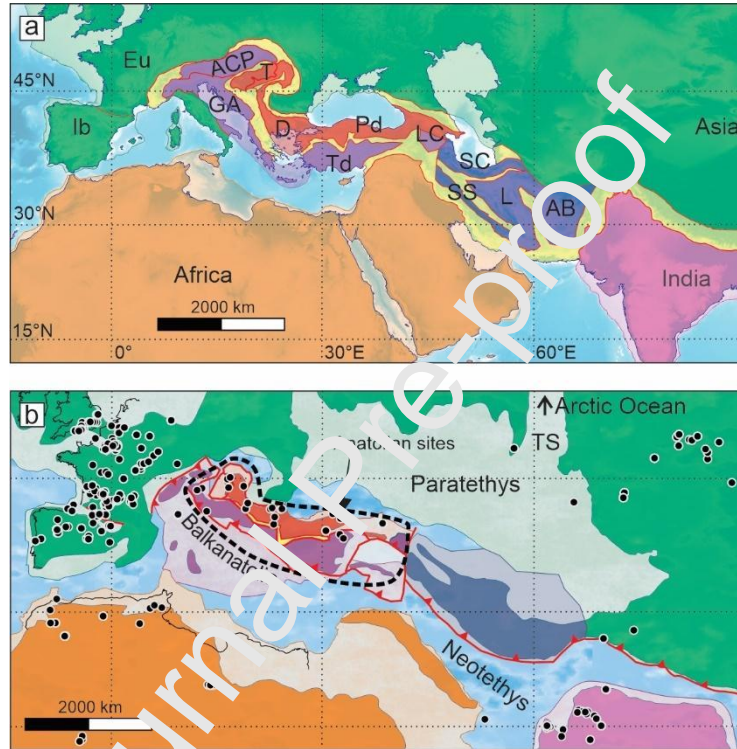 a
Eu
ACP
T
45°N
GA
Ib
D
Pd
LC
Asia
Td
SC
SS
L
AB
30°N
Africa
India
2000 km
15°N
0°
30°E
60°E
b
Arctic Ocean
sites
TS
Paratethys
Neotethys
2000 km
Pre-proof